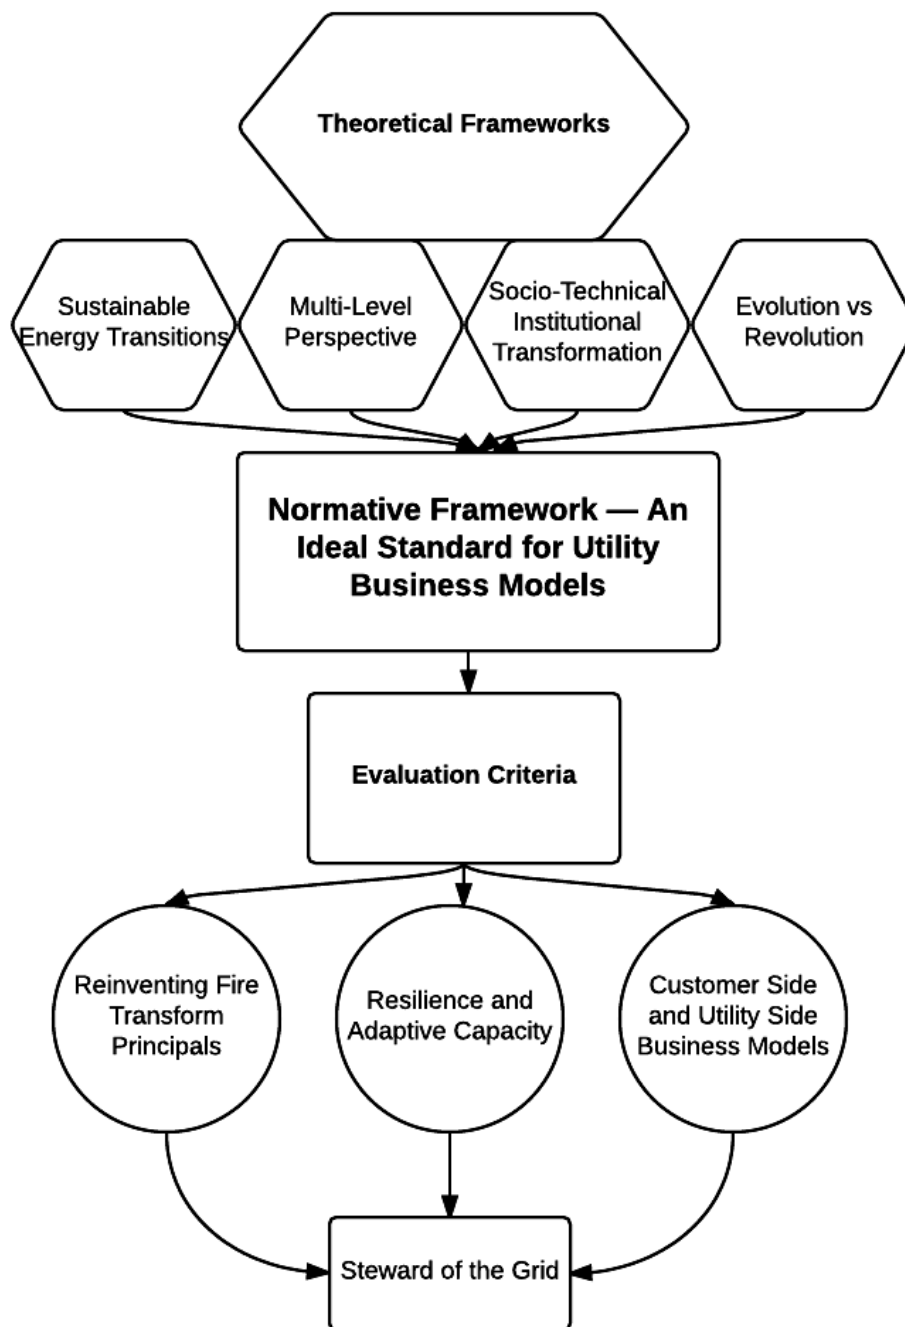 Theoretical Frameworks
Sustainable
Energy Transitions
Multi-Level
Perspective
Socio-Technical
Institutional
Transformation
Evolution vs
Revolution
Normative Framework — An
Ideal Standard for Utility
Business Models
Evaluation Criteria
Reinventing Fire
Transform
Principals
Resilience and
Adaptive Capacity
Customer Side
and Utility Side
Business Models
Steward of the Grid